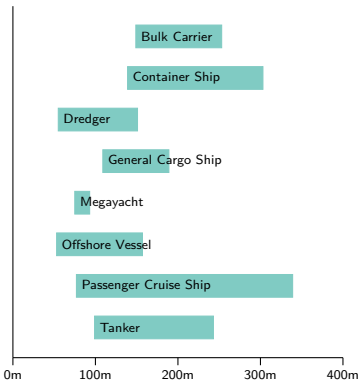 Bulk Carrier
Container Ship
Dredger
General Cargo Ship
Megayacht
Offshore Vessel
Passenger Cruise Ship
Tanker
0m 100m 200m 300m 400m